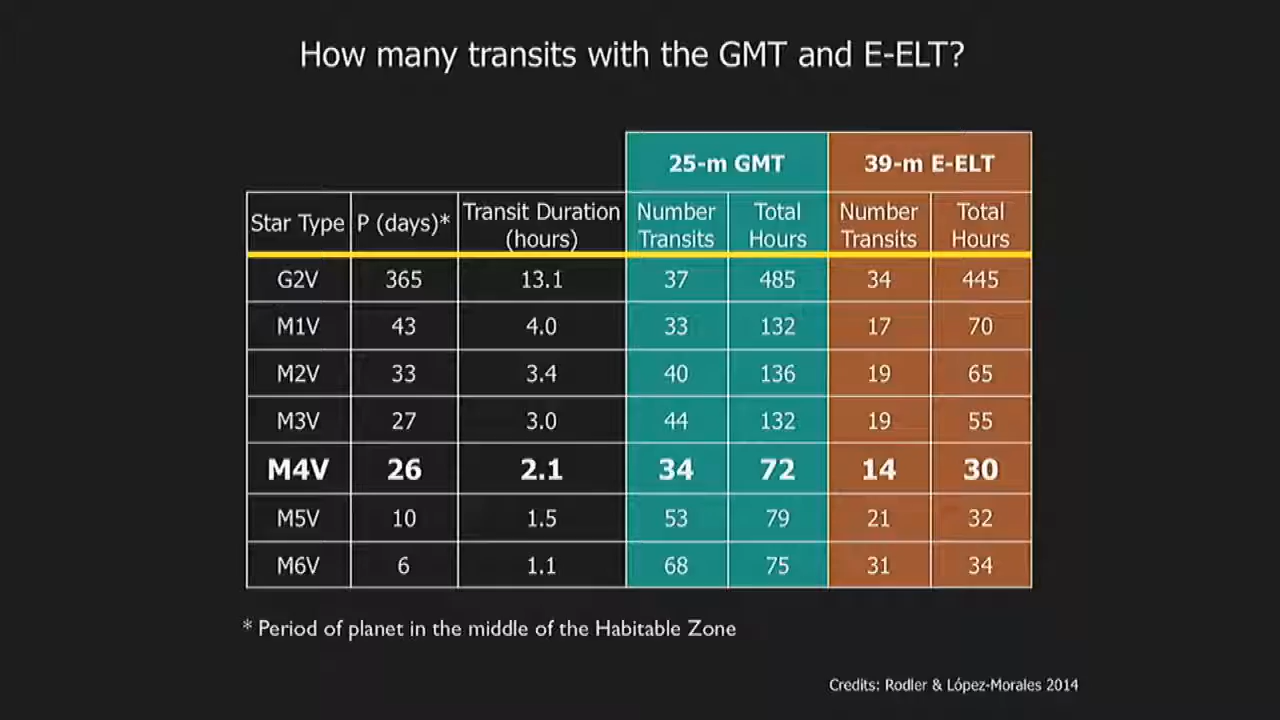 How many transits with the GMT and E-ELT?
25-m GMT 39-m E-ELT
Star Type P (days)* Transit Duration (hours) Number Transits Total Hours Number Transits Total Hours
G2V 365 13.1 37 485 34 445
M1V 43 4.0 33 132 17 70
M2V 33 3.4 40 136 19 65
M3V 27 3.0 44 132 19 55
M4V 26 2.1 34 72 14 30
M5V 10 1.5 53 79 21 32
M6V 6 1.1 68 75 31 34
* Period of planet in the middle of the Habitable Zone
Credits: Rodler & López-Morales 2014